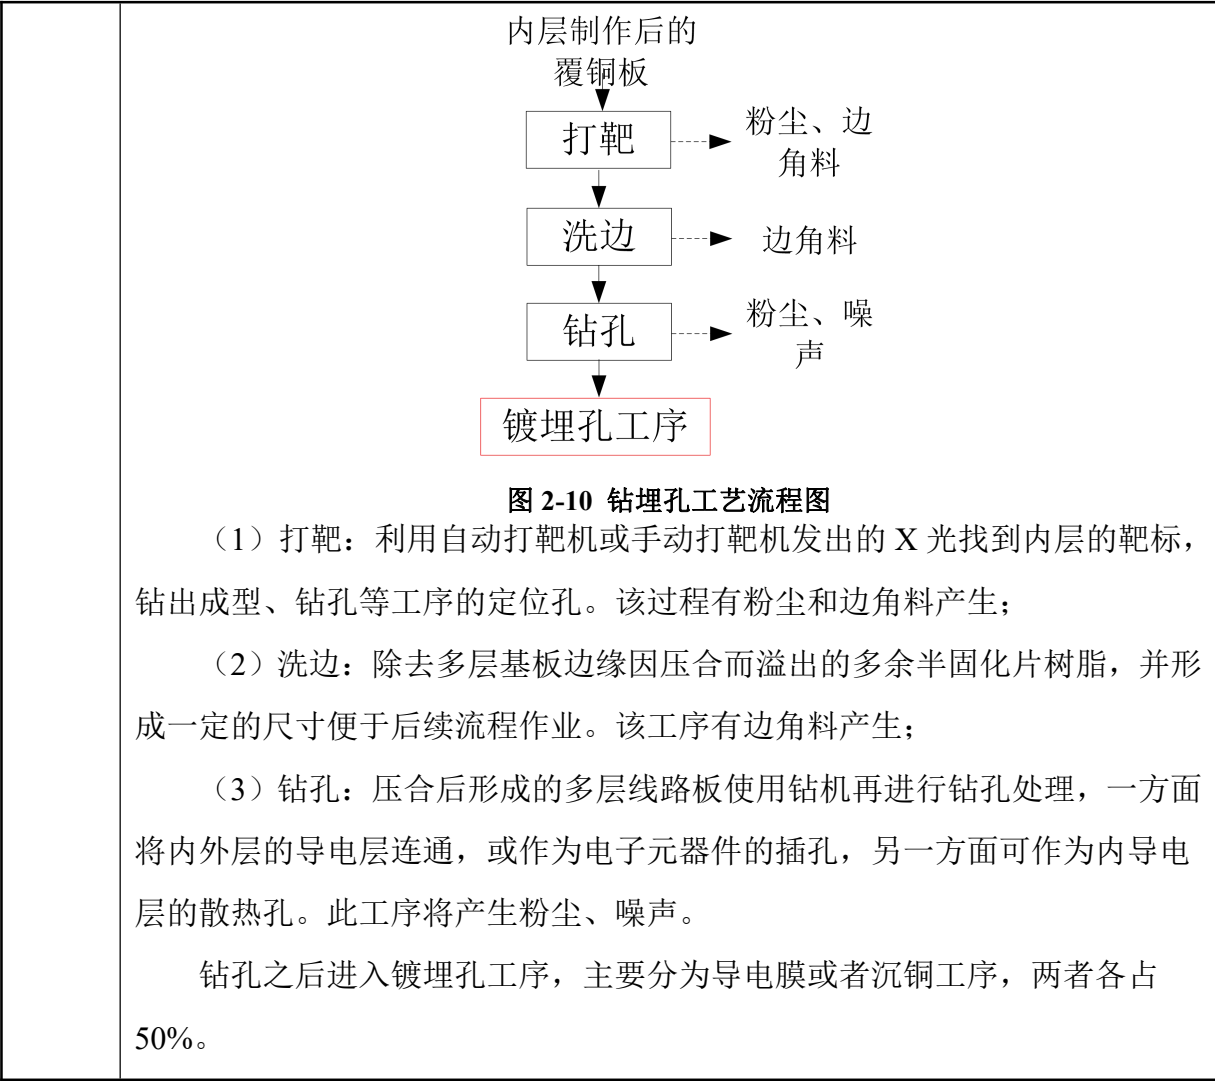 内层制作后的
覆铜板
打靶
粉尘、边
角料
洗边
边角料
钻孔
粉尘、噪
声
镀埋孔工序
图 2-10 钻埋孔工艺流程图
（1）打靶：利用自动打靶机或手动打靶机发出的 X 光找到内层的靶标，
钻出成型、钻孔等工序的定位孔。该过程有粉尘和边角料产生；
（2）洗边：除去多层基板边缘因压合而溢出的多余半固化片树脂，并形
成一定的尺寸便于后续流程作业。该工序有边角料产生；
（3）钻孔：压合后形成的多层线路板使用钻机再进行钻孔处理，一方面
将内外层的导电层连通，或作为电子元器件的插孔，另一方面可作为内导电
层的散热孔。此工序将产生粉尘、噪声。
钻孔之后进入镀埋孔工序，主要分为导电膜或者沉铜工序，两者各占
50%。